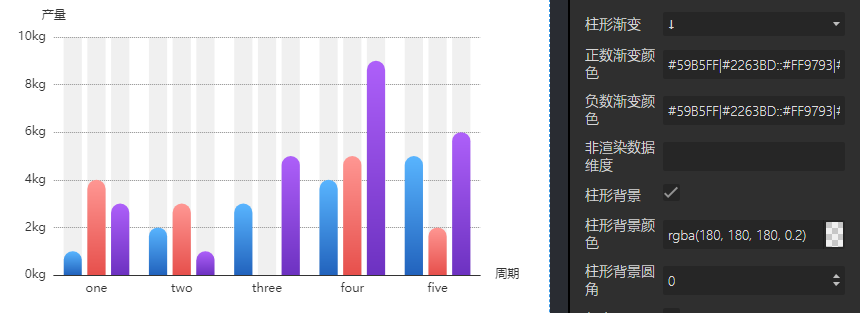 产量
10kg
8kg
6kg
4kg
2kg
0kg
one
two
three
four
five
周期
柱形渐变
↓
正数渐变颜
色
#59B5FF|#2263BD::#FF9793|#
负数渐变颜
色
#59B5FF|#2263BD::#FF9793|#
非渲染数据
维度
柱形背景
柱形背景颜
色
rgba(180, 180, 180, 0.2)
柱形背景圆
角
0